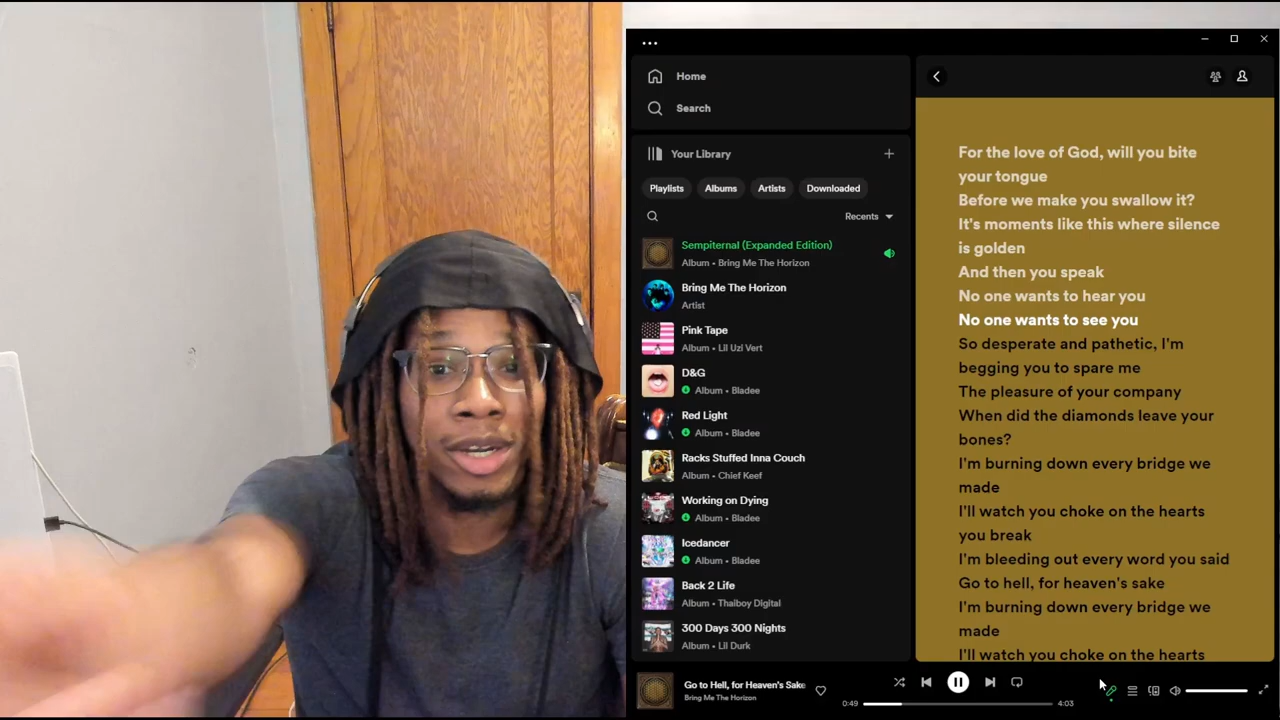 Home
Search
Your Library
Playlists
Albums
Artists
Downloaded
Recents
Sempiternal (Expanded Edition)
Album • Bring Me The Horizon
Bring Me The Horizon
Artist
Pink Tape
Album • Lil Uzi Vert
D&G
Album • Bladee
Red Light
Album • Bladee
Racks Stuffed Inna Couch
Album • Chief Keef
Working on Dying
Album • Bladee
Icedancer
Album • Bladee
Back 2 Life
Album • Thaiboy Digital
300 Days 300 Nights
Album • Lil Durk
For the love of God, will you bite
your tongue
Before we make you swallow it?
It's moments like this where silence
is golden
And then you speak
No one wants to hear you
No one wants to see you
So desperate and pathetic, I'm
begging you to spare me
The pleasure of your company
When did the diamonds leave your
bones?
I'm burning down every bridge we
made
I'll watch you choke on the hearts
you break
I'm bleeding out every word you said
Go to hell, for heaven's sake
I'm burning down every bridge we
made
I'll watch you choke on the hearts
Go to Hell, for Heaven's Sake
Bring Me The Horizon
0:49
4:03